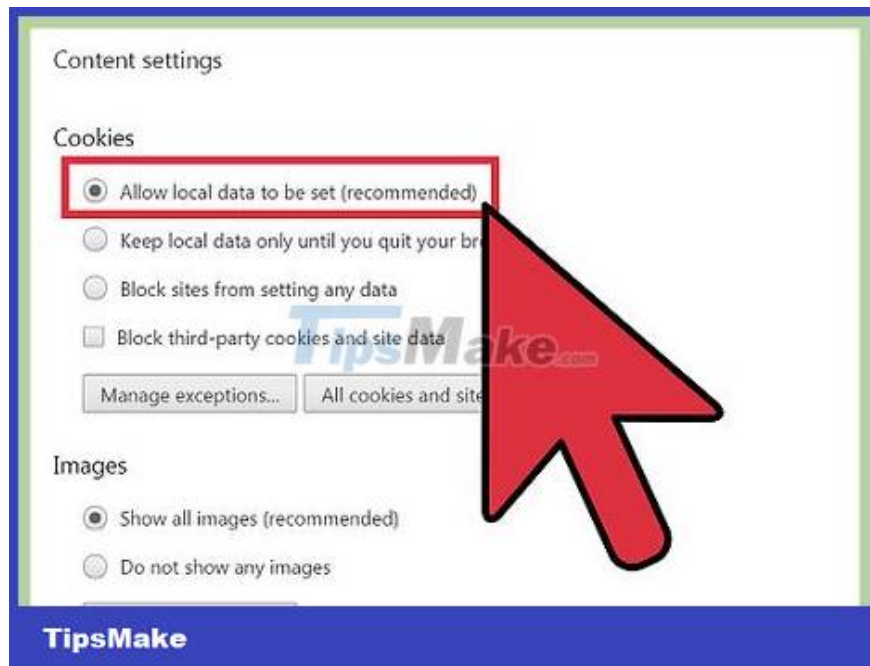 Content settings
Cookies
Allow local data to be set (recommended)
Keep local data only until you quit your
Block sites from setting any data
Block third-party cookies and site data
TipsMake.com
Manage exceptions...
All cookies and
Images
Show all images (recommended)
Do not show any images
TipsMake